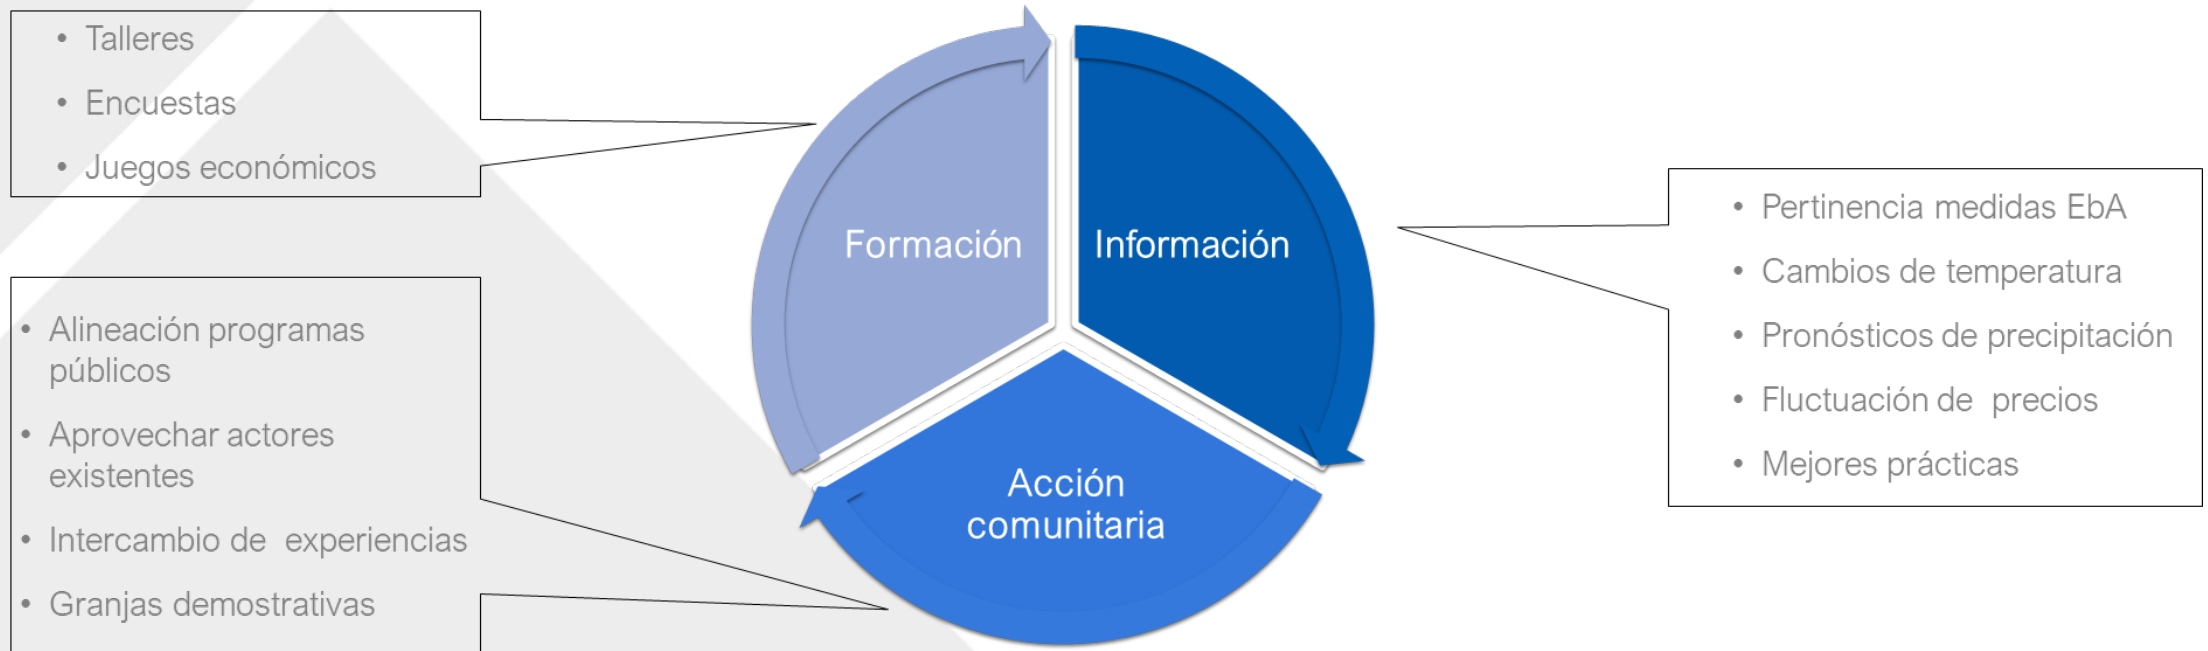 • Talleres
• Encuestas
• Juegos económicos
Formación
Información
• Pertinencia medidas EbA
• Cambios de temperatura
• Pronósticos de precipitación
• Fluctuación de  precios
• Mejores prácticas
• Alineación programas
públicos
• Aprovechar actores
existentes
• Intercambio de  experiencias
• Granjas demostrativas
Acción
comunitaria